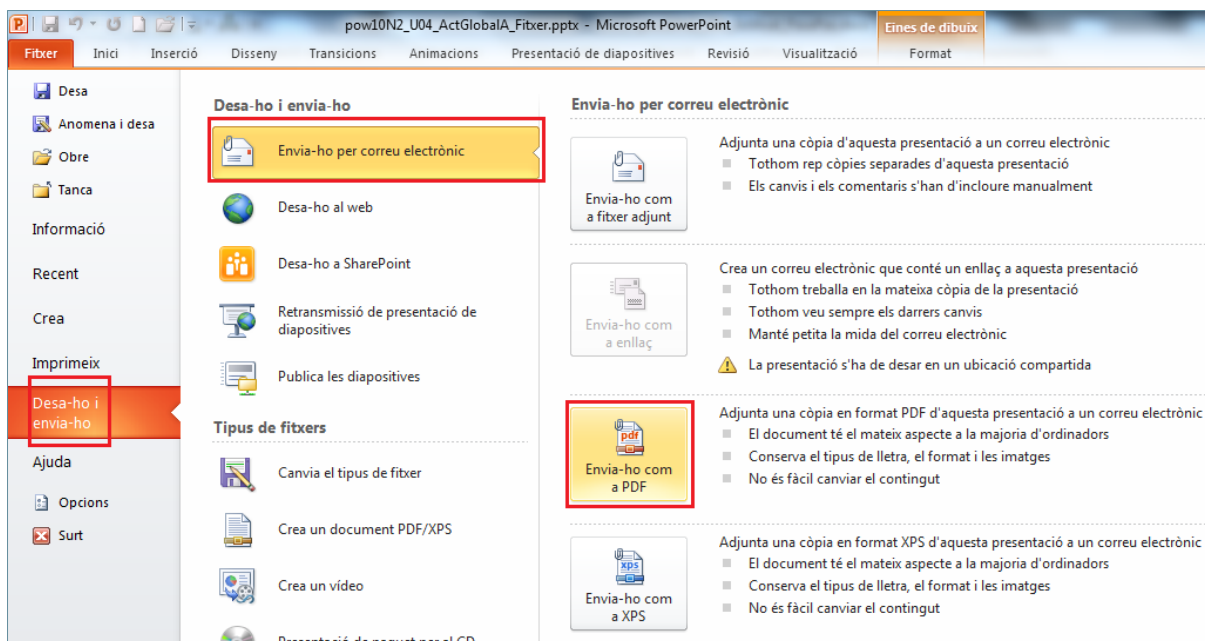 pow10N2_U04_ActGlobalA_Fitxer.pptx - Microsoft PowerPoint
Eines de dibuix
Fitxer Inici Inserció Disseny Transicions Animacions Presentació de diapositives Revisió Visualització Format
Desa
Anomena i desa
Obre
Tanca
Informació
Recent
Crea
Imprimeix
Desa-ho i
envia-ho
Ajuda
Opcions
Surt
Desa-ho i envia-ho
Envia-ho per correu electrònic
Desa-ho al web
Desa-ho a SharePoint
Retransmissió de presentació de
diapositives
Publica les diapositives
Tipus de fitxers
Canvia el tipus de fitxer
Crea un document PDF/XPS
Crea un vídeo
Presentació de paquet per al CD
Envia-ho per correu electrònic
Envia-ho com
a fitxer adjunt
Adjunta una còpia d'aquesta presentació a un correu electrònic
Tothom rep còpies separades d'aquesta presentació
Els canvis i els comentaris s'han d'incloure manualment
Envia-ho com
a enllaç
Crea un correu electrònic que conté un enllaç a aquesta presentació
Tothom treballa en la mateixa còpia de la presentació
Tothom veu sempre els darrers canvis
Manté petita la mida del correu electrònic
La presentació s'ha de desar en un ubicació compartida
pdf
Envia-ho com
a PDF
Adjunta una còpia en format PDF d'aquesta presentació a un correu electrònic
El document té el mateix aspecte a la majoria d'ordinadors
Conserva el tipus de lletra, el format i les imatges
No és fàcil canviar el contingut
xps
Envia-ho com
a XPS
Adjunta una còpia en format XPS d'aquesta presentació a un correu electrònic
El document té el mateix aspecte a la majoria d'ordinadors
Conserva el tipus de lletra, el format i les imatges
No és fàcil canviar el contingut